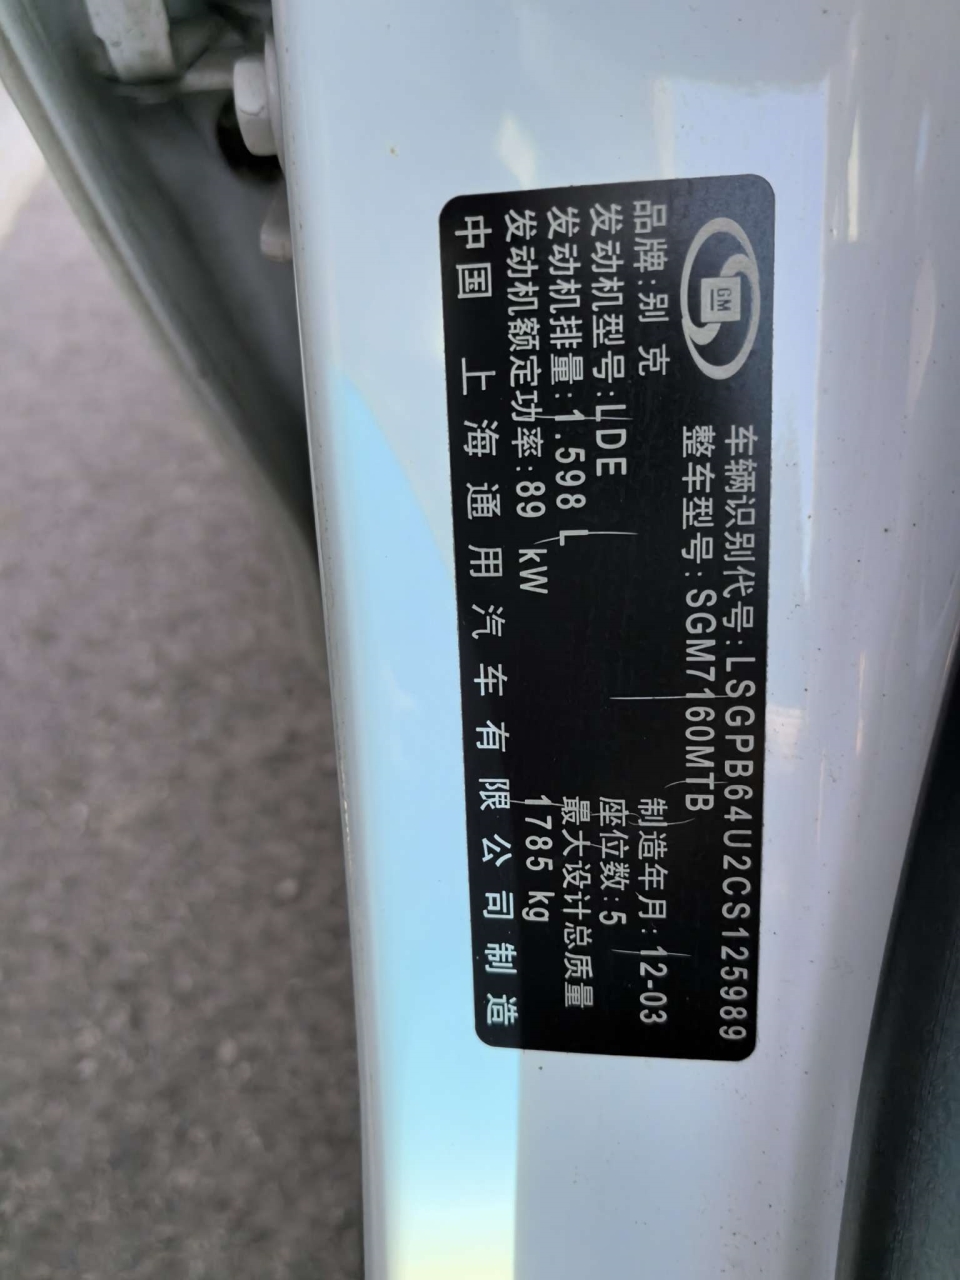 GM
车辆识别代号:LSGPB64U2CS125989
品牌:别克
整车型号:SGM7160MTB
发动机型号:LDE
制造年月:12-03
发动机排量:1.598 L
座位数:5
发动机额定功率:89 kW
最大设计总质量
1785 kg
中国 上海通用汽车有限公司制造